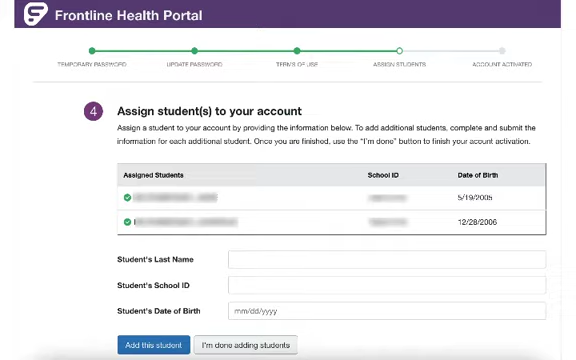 Frontline Health Portal
TEMPORARY PASSWORD UPDATE PASSWORD TERMS OF USE ASSIGN STUDENTS ACCOUNT ACTIVATED
4 Assign student(s) to your account
Assign a student to your account by providing the information below. To add additional students, complete and submit the
information for each additional student. Once you are finished, use the "I'm done" button to finish your acount activation.
Assigned Students School ID Date of Birth
5/19/2005
12/28/2006
Student's Last Name
Student's School ID
Student's Date of Birth mm/dd/yyyy
Add this student I'm done adding students